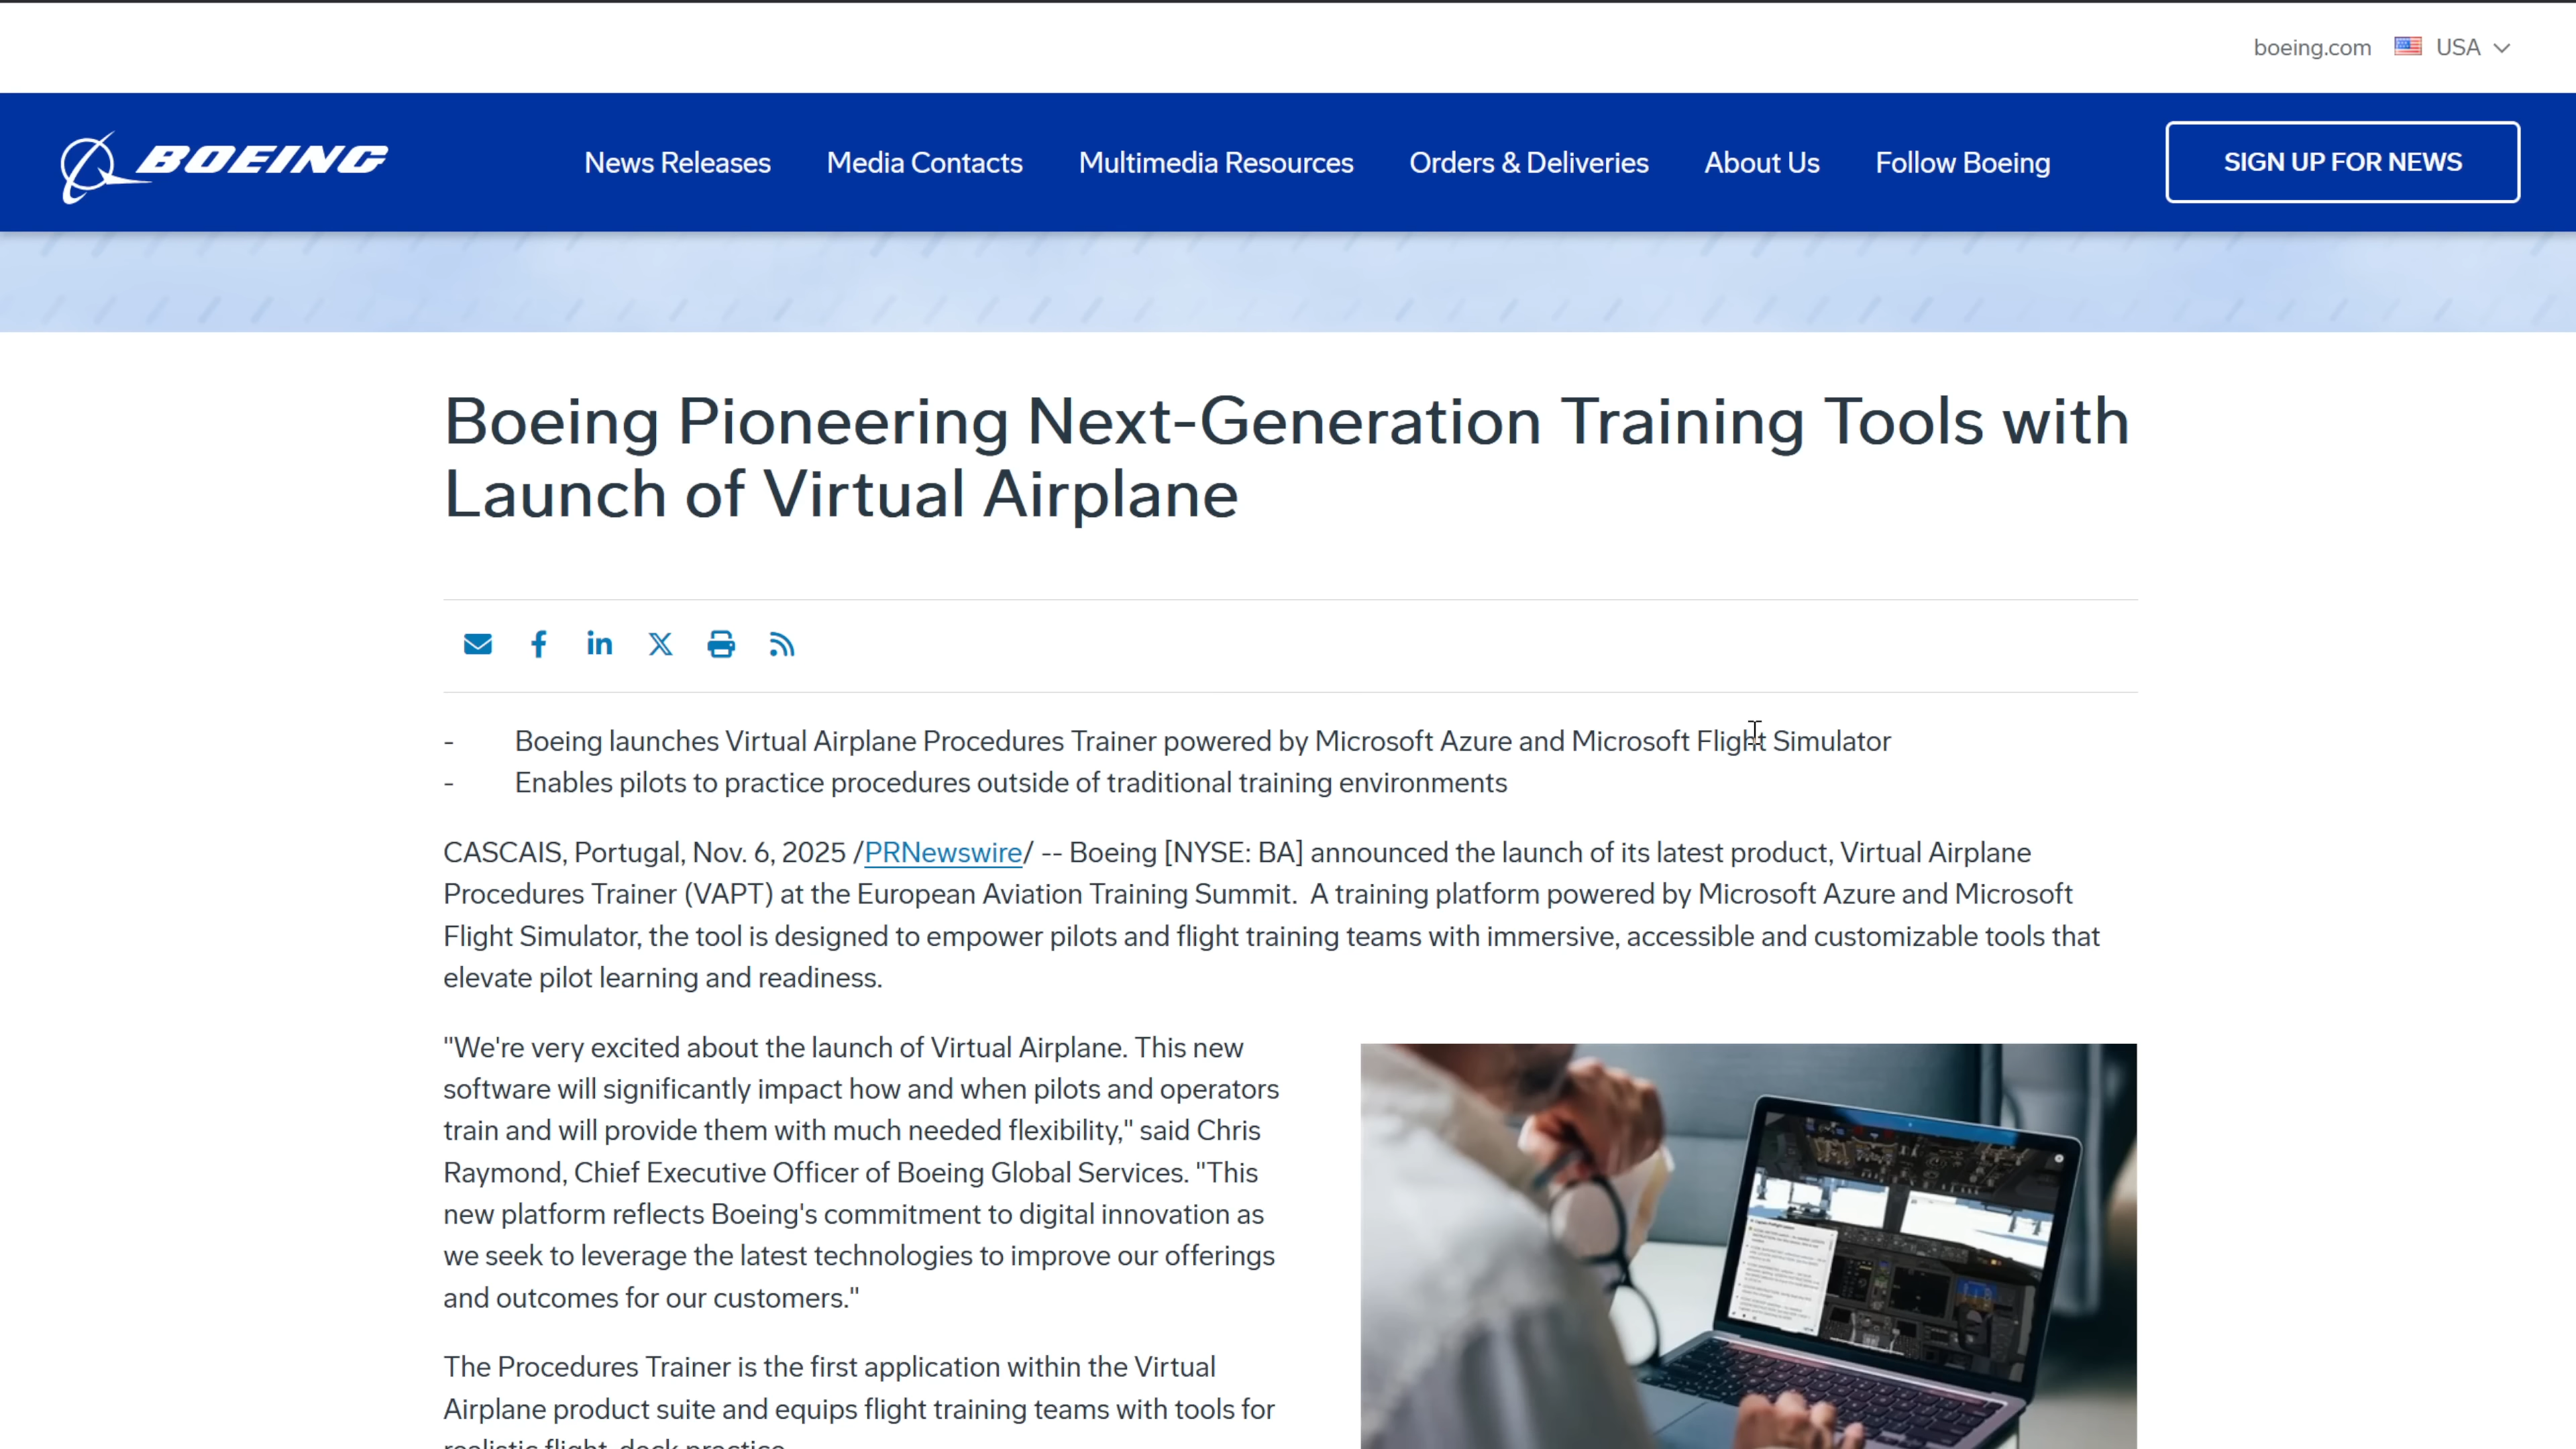 boeing.com USA
BOEING
News Releases Media Contacts Multimedia Resources Orders & Deliveries About Us Follow Boeing SIGN UP FOR NEWS
Boeing Pioneering Next-Generation Training Tools with
Launch of Virtual Airplane
- Boeing launches Virtual Airplane Procedures Trainer powered by Microsoft Azure and Microsoft Flight Simulator
- Enables pilots to practice procedures outside of traditional training environments
CASCAIS, Portugal, Nov. 6, 2025 /PRNewswire/ -- Boeing [NYSE: BA] announced the launch of its latest product, Virtual Airplane
Procedures Trainer (VAPT) at the European Aviation Training Summit. A training platform powered by Microsoft Azure and Microsoft
Flight Simulator, the tool is designed to empower pilots and flight training teams with immersive, accessible and customizable tools that
elevate pilot learning and readiness.
"We're very excited about the launch of Virtual Airplane. This new
software will significantly impact how and when pilots and operators
train and will provide them with much needed flexibility," said Chris
Raymond, Chief Executive Officer of Boeing Global Services. "This
new platform reflects Boeing's commitment to digital innovation as
we seek to leverage the latest technologies to improve our offerings
and outcomes for our customers."
The Procedures Trainer is the first application within the Virtual
Airplane product suite and equips flight training teams with tools for
realistic flight-deck practice